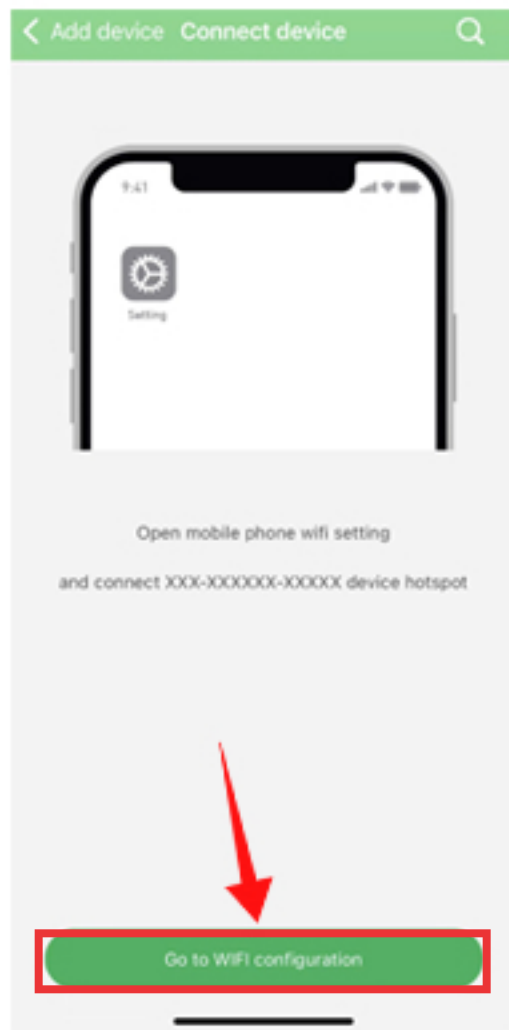 Add device Connect device
9:41
Setting
Open mobile phone wifi setting
and connect XXX-XXXXXX-XXXXX device hotspot
Go to WIFI configuration